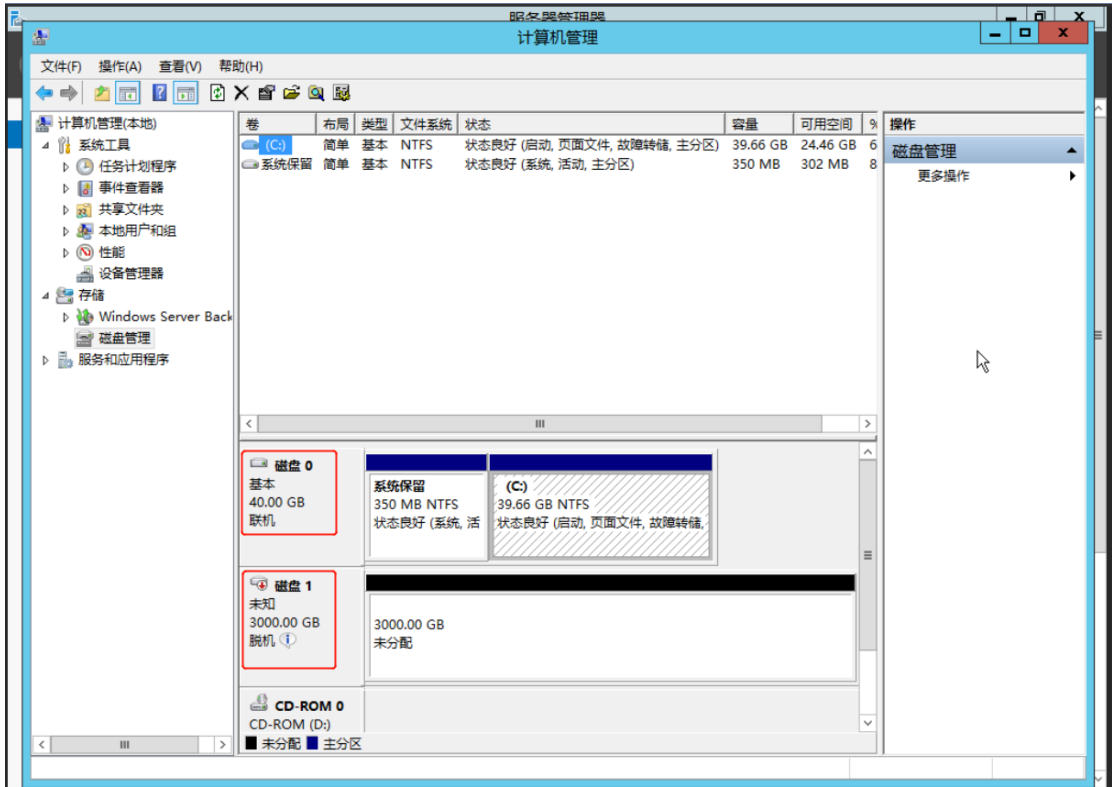 服务器管理器
计算机管理
文件(F) 操作(A) 查看(V) 帮助(H)
计算机管理(本地)
系统工具
任务计划程序
事件查看器
共享文件夹
本地用户和组
性能
设备管理器
存储
Windows Server Back
磁盘管理
服务和应用程序
卷 布局 类型 文件系统 状态 容量 可用空间 %
(C:) 简单 基本 NTFS 状态良好 (启动, 页面文件, 故障转储, 主分区) 39.66 GB 24.46 GB 6
系统保留 简单 基本 NTFS 状态良好 (系统, 活动, 主分区) 350 MB 302 MB 8
磁盘 0
基本
40.00 GB
联机
系统保留
350 MB NTFS
状态良好 (系统, 活
(C:)
39.66 GB NTFS
状态良好 (启动, 页面文件, 故障转储,
磁盘 1
未知
3000.00 GB
脱机
3000.00 GB
未分配
CD-ROM 0
CD-ROM (D:)
未分配 主分区
操作
磁盘管理
更多操作